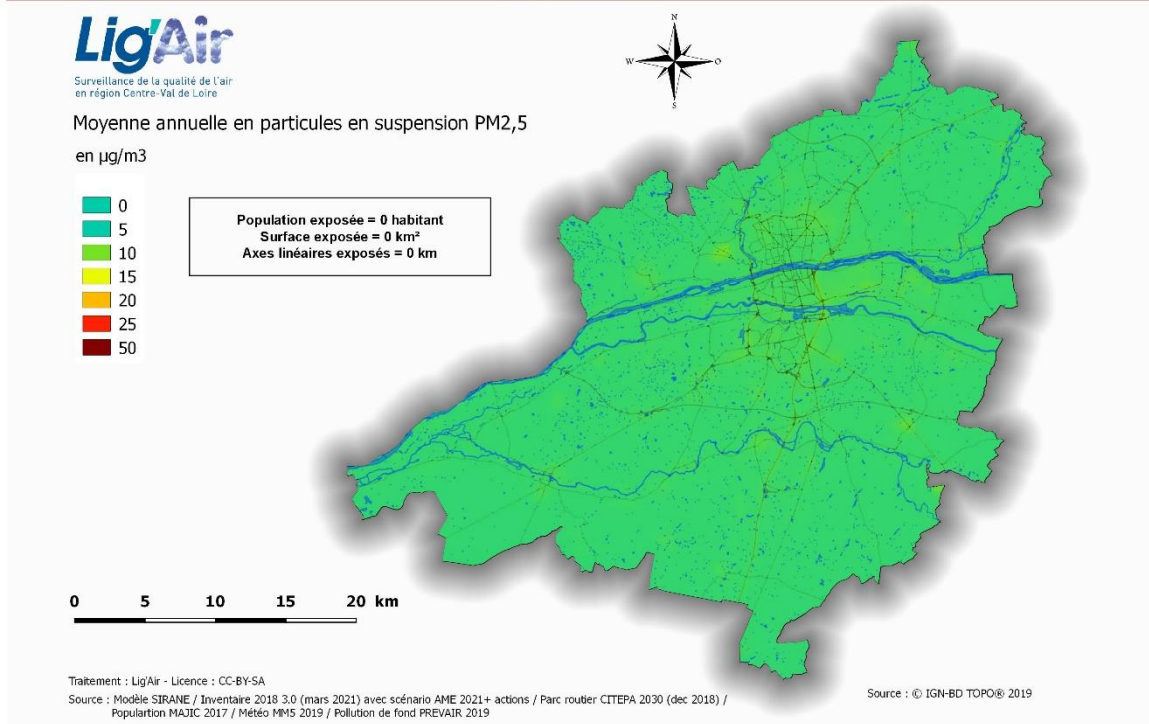 Lig'Air
Surveillance de la qualité de l'air
en région Centre-Val de Loire
N
W
O
S
Moyenne annuelle en particules en suspension PM2,5
en µg/m3
0
5
10
15
20
25
50
Population exposée = 0 habitant
Surface exposée = 0 km²
Axes linéaires exposés = 0 km
0 5 10 15 20 km
Traitement : Lig'Air - Licence : CC-BY-SA
Source : Modèle SIRANE / Inventaire 2018 3.0 (mars 2021) avec scénario AME 2021+ actions / Parc routier CITEPA 2030 (dec 2018) /
Populartion MAJIC 2017 / Météo MM5 2019 / Pollution de fond PREVAIR 2019
Source : © IGN-BD TOPO® 2019